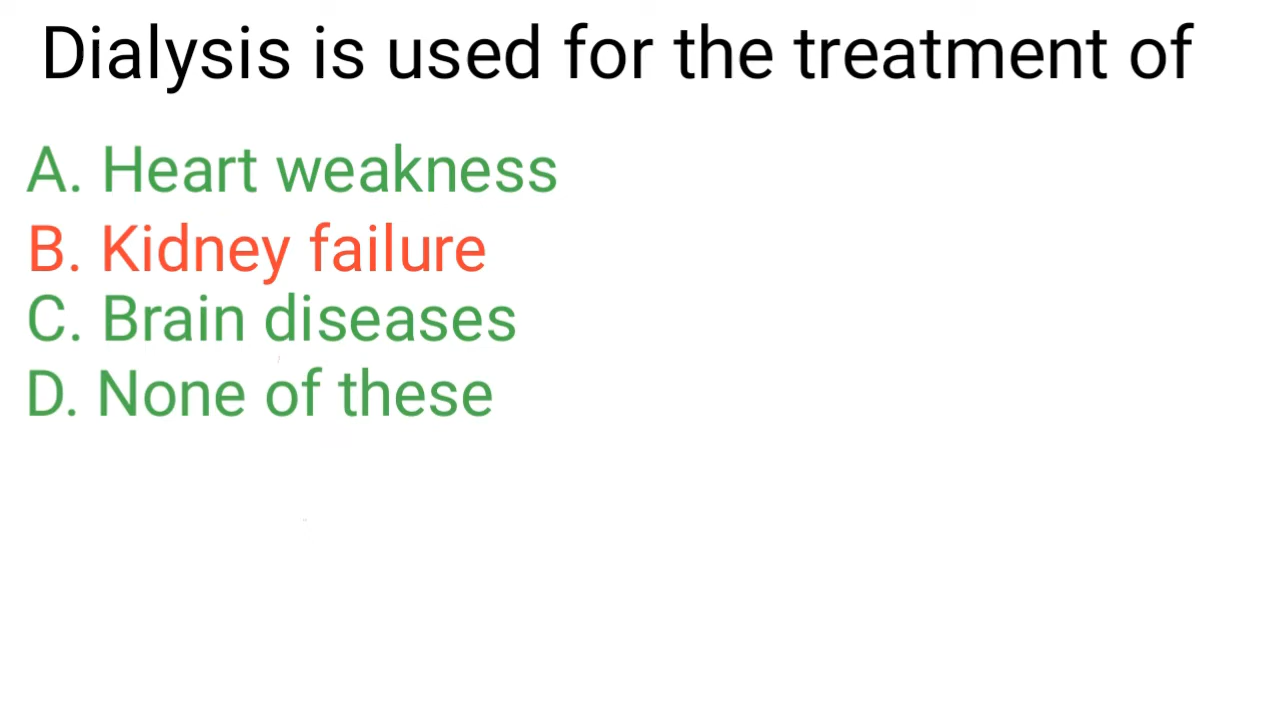 Dialysis is used for the treatment of
A. Heart weakness
B. Kidney failure
C. Brain diseases
D. None of these